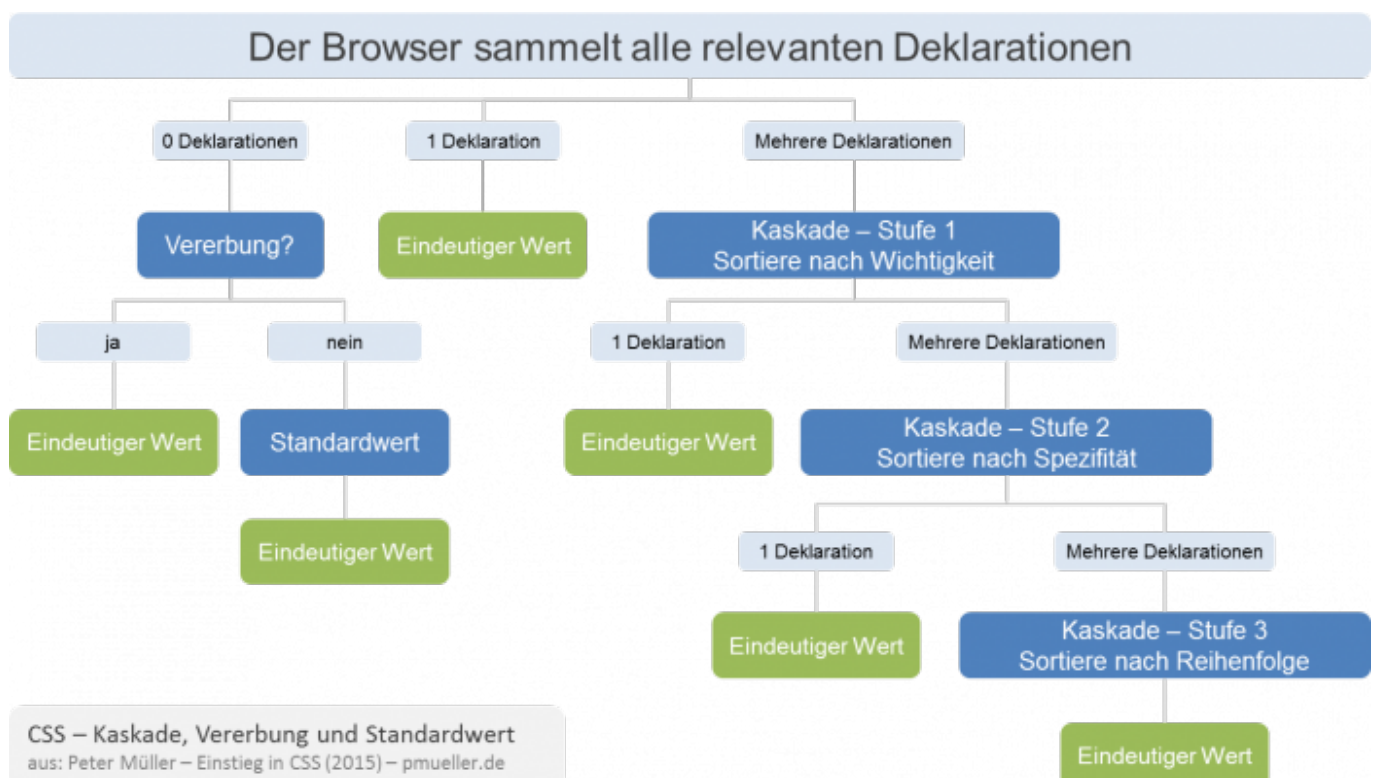 Der Browser sammelt alle relevanten Deklarationen
0 Deklarationen
1 Deklaration
Mehrere Deklarationen
Vererbung?
Eindeutiger Wert
Kaskade – Stufe 1
Sortiere nach Wichtigkeit
ja
nein
1 Deklaration
Mehrere Deklarationen
Eindeutiger Wert
Standardwert
Eindeutiger Wert
Kaskade – Stufe 2
Sortiere nach Spezifität
Eindeutiger Wert
1 Deklaration
Mehrere Deklarationen
Eindeutiger Wert
Kaskade – Stufe 3
Sortiere nach Reihenfolge
Eindeutiger Wert
CSS – Kaskade, Vererbung und Standardwert
aus: Peter Müller – Einstieg in CSS (2015) – pmueller.de